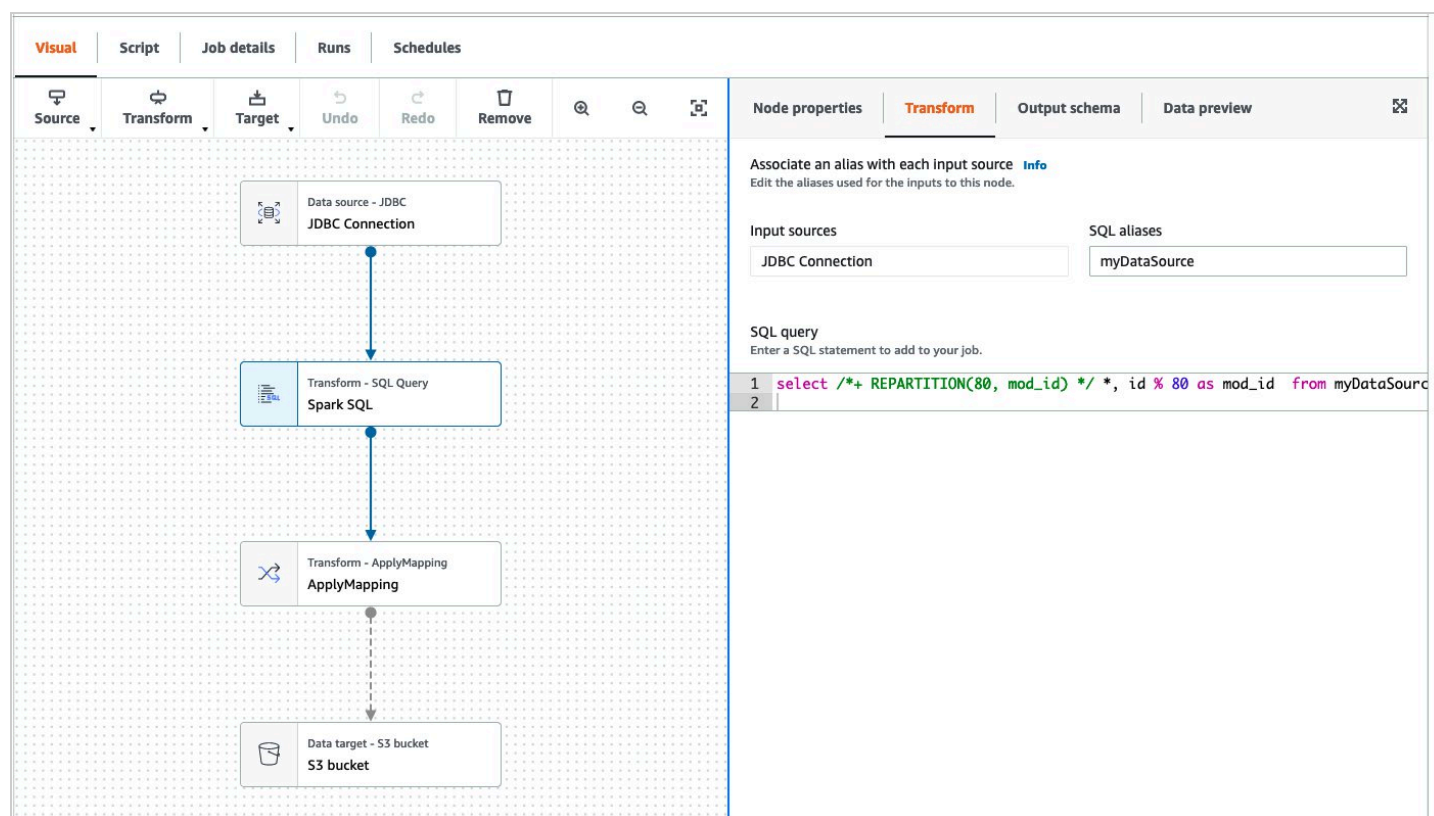 Visual Script Job details Runs Schedules
Source Transform Target Undo Redo Remove
Node properties Transform Output schema Data preview
Data source - JDBC
JDBC Connection
Transform - SQL Query
Spark SQL
Transform - ApplyMapping
ApplyMapping
Data target - S3 bucket
S3 bucket
Associate an alias with each input source Info
Edit the aliases used for the inputs to this node.
Input sources SQL aliases
JDBC Connection myDataSource
SQL query
Enter a SQL statement to add to your job.
1 select /*+ REPARTITION(80, mod_id) */ *, id % 80 as mod_id  from myDataSourc
2